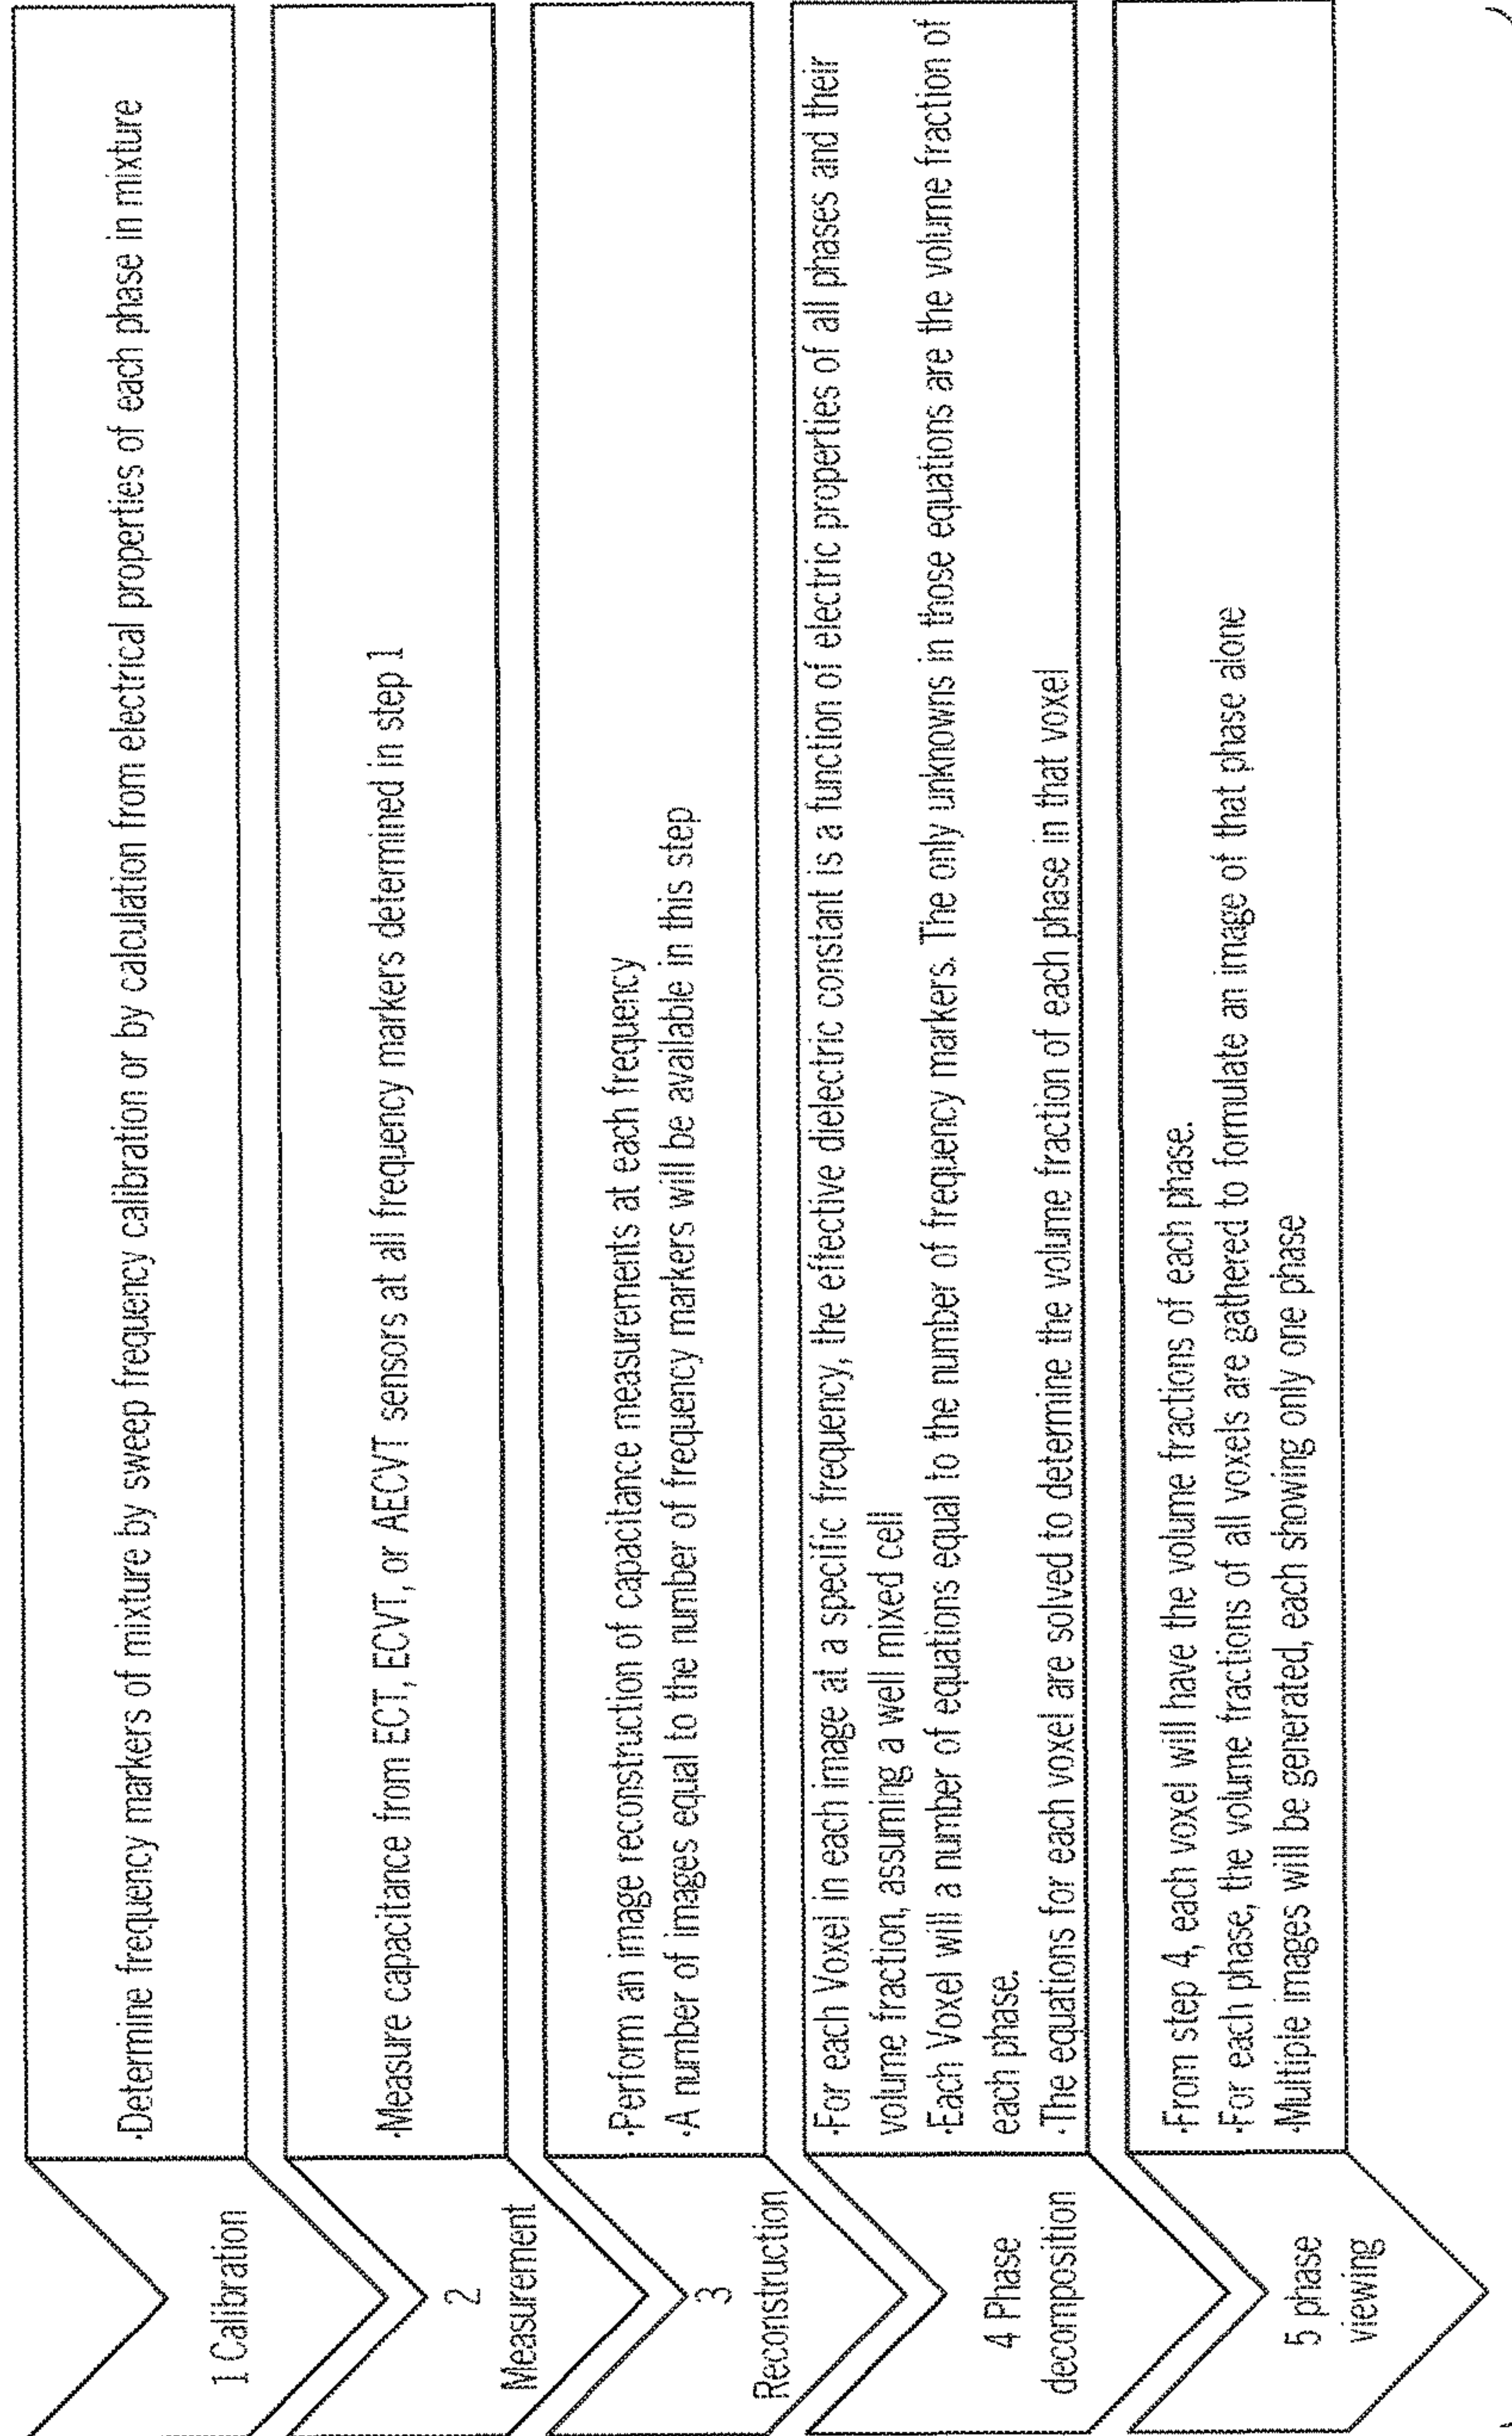 1 Calibration
·Determine frequency markers of mixture by sweep frequency calibration or by calculation from electrical properties of each phase in mixture
2
Measurement
·Measure capacitance from ECT, ECVT, or AECVT sensors at all frequency markers determined in step 1
3
Reconstruction
·Perform an image reconstruction of capacitance measurements at each frequency
·A number of images equal to the number of frequency markers will be available in this step
4 Phase
decomposition
·For each Voxel in each image at a specific frequency, the effective dielectric constant is a function of electric properties of all phases and their
volume fraction, assuming a well mixed cell
·Each Voxel will a number of equations equal to the number of frequency markers. The only unknowns in those equations are the volume fraction of
each phase.
·The equations for each voxel are solved to determine the volume fraction of each phase in that voxel
5 phase
viewing
·From step 4, each voxel will have the volume fractions of each phase.
·For each phase, the volume fractions of all voxels are gathered to formulate an image of that phase alone
·Multiple images will be generated, each showing only one phase